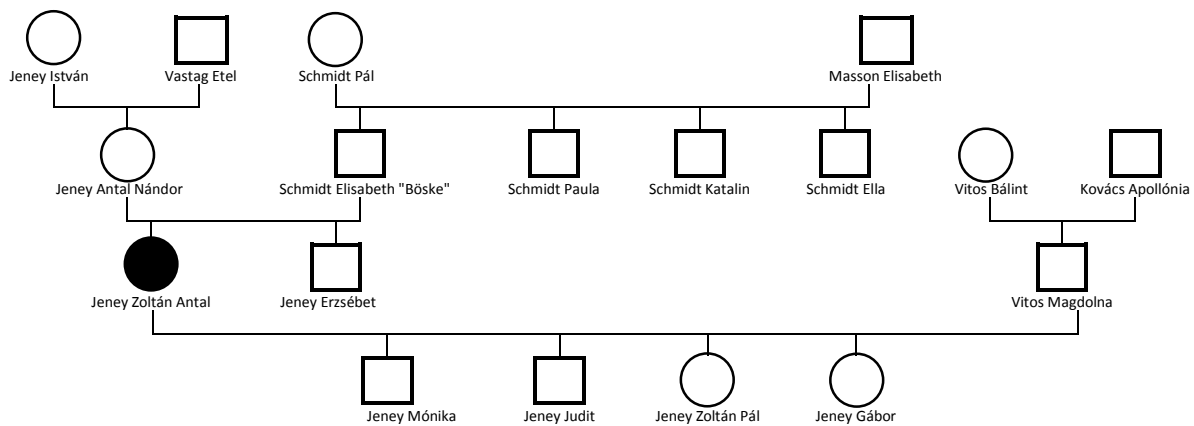 Jeney István
Vastag Etel
Schmidt Pál
Masson Elisabeth
Jeney Antal Nándor
Schmidt Elisabeth "Böske"
Schmidt Paula
Schmidt Katalin
Schmidt Ella
Vitos Bálint
Kovács Apollónia
Jeney Zoltán Antal
Jeney Erzsébet
Vitos Magdolna
Jeney Mónika
Jeney Judit
Jeney Zoltán Pál
Jeney Gábor